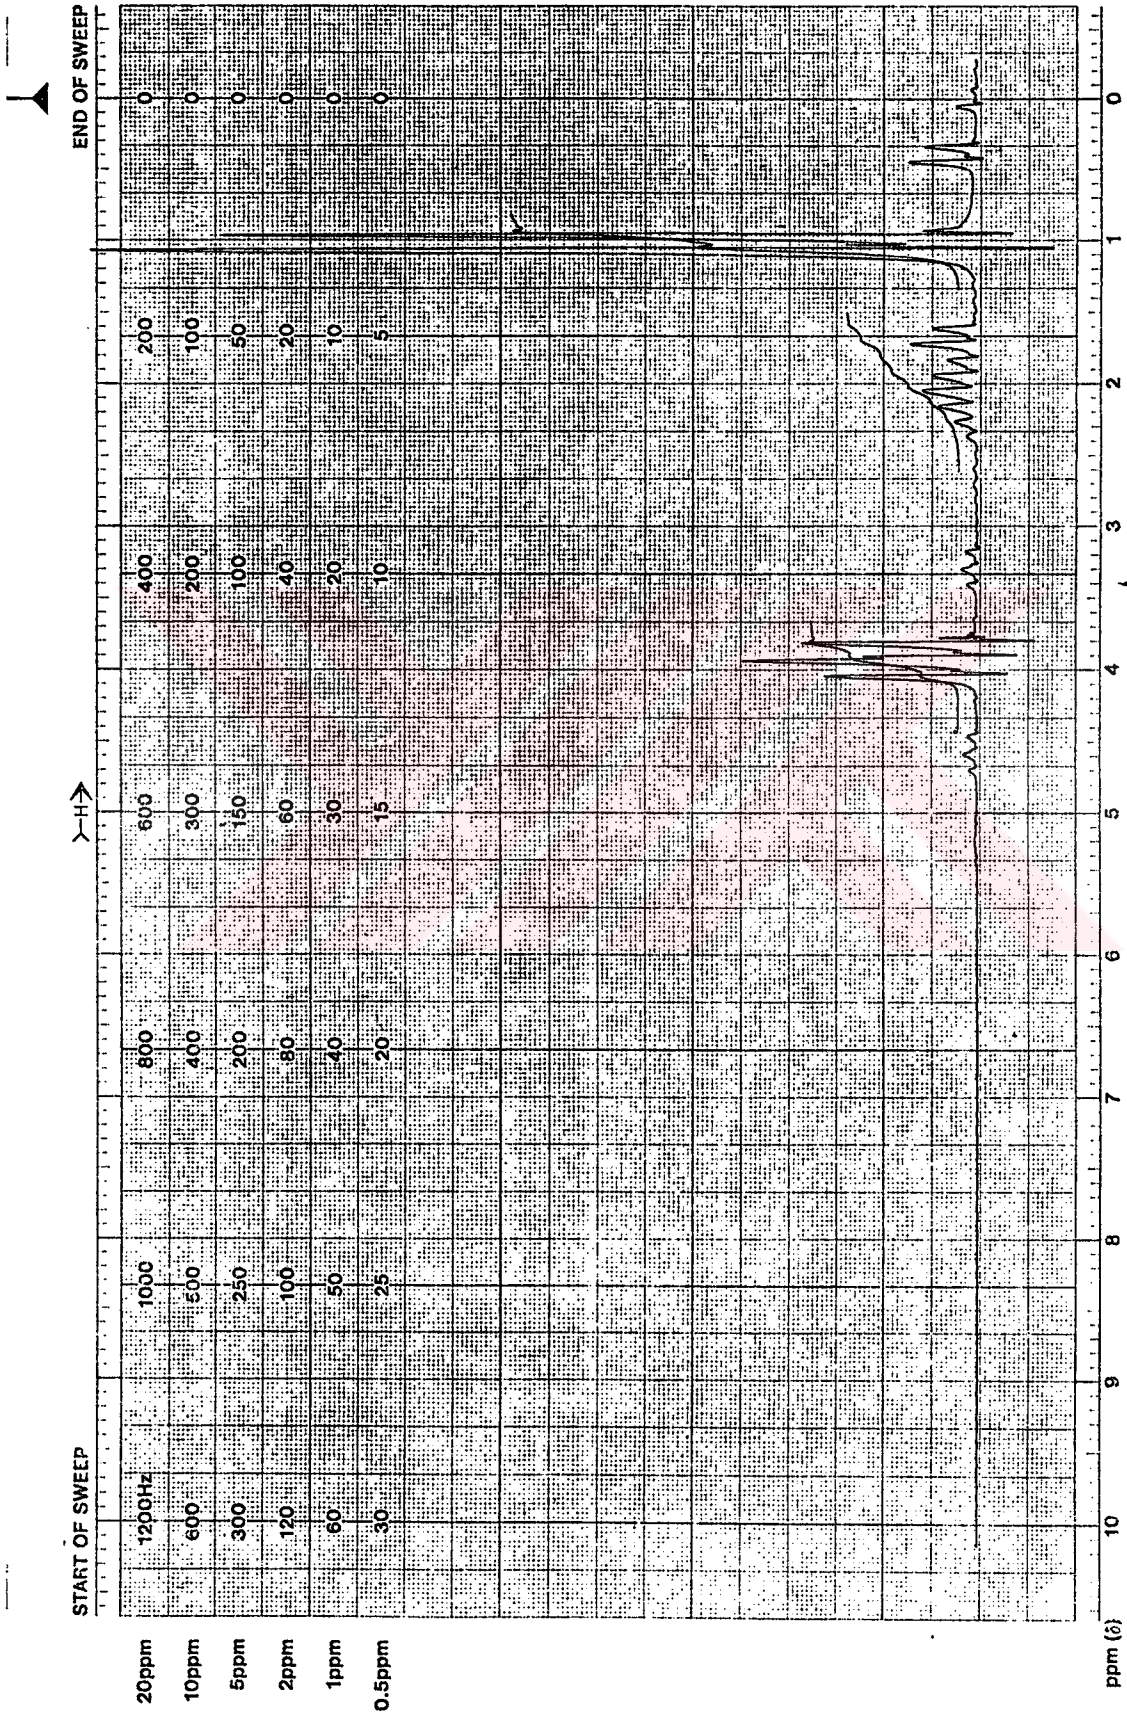 START OF SWEEP >-H-> END OF SWEEP
20ppm 1200Hz 1000 800 600 400 200 0
10ppm 600 500 400 300 200 100 0
5ppm 300 250 200 150 100 50 0
2ppm 120 100 80 60 40 20 0
1ppm 60 50 40 30 20 10 0
0.5ppm 30 25 20 15 10 5 0
ppm (δ) 10 9 8 7 6 5 4 3 2 1 0